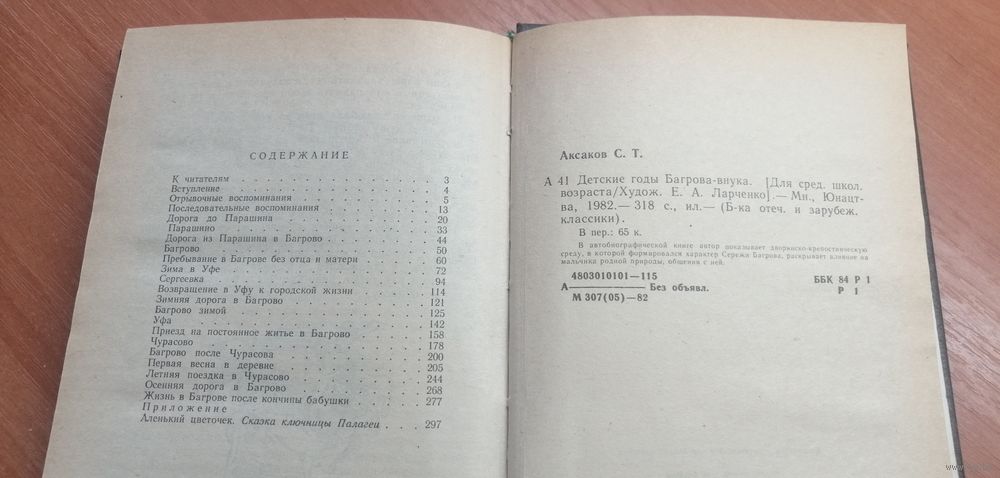 СОДЕРЖАНИЕ
К читателям . . . . . . . . . . . . 3
Вступление . . . . . . . . . . . . 4
Отрывочные воспоминания . . . . . . . . 5
Последовательные воспоминания . . . . . . . 13
Дорога до Парашина . . . . . . . . . . 20
Парашино . . . . . . . . . . . . . 33
Дорога из Парашина в Багрово . . . . . . . 44
Багрово . . . . . . . . . . . . . 50
Пребывание в Багрове без отца и матери . . . . 60
Зима в Уфе . . . . . . . . . . . . 72
Сергеевка . . . . . . . . . . . . . 94
Возвращение в Уфу к городской жизни . . . . . 114
Зимняя дорога в Багрово . . . . . . . . . 121
Багрово зимой . . . . . . . . . . . . 125
Уфа . . . . . . . . . . . . . . . 142
Приезд на постоянное житье в Багрово . . . . . 158
Чурасово . . . . . . . . . . . . . 178
Багрово после Чурасова . . . . . . . . . 200
Первая весна в деревне . . . . . . . . . 205
Летняя поездка в Чурасово . . . . . . . . 244
Осенняя дорога в Багрово . . . . . . . . 268
Жизнь в Багрове после кончины бабушки . . . . . 277
Приложение
Аленький цветочек. Сказка ключницы Палагеи . . . 297
Аксаков С. Т.
А 41 Детские годы Багрова-внука. [Для сред. школ.
возраста/Худож. Е. А. Ларченко].— Мн., Юнацт-
ва, 1982.— 318 с., ил.— (Б-ка отеч. и зарубеж.
классики).
В пер.: 65 к.
В автобиографической книге автор показывает дворянско-крепостническую
среду, в которой формировался характер Сережи Багрова, раскрывает влияние на
мальчика родной природы, общения с ней.
4803010101—115
А———— Без объявл.
М 307(05)—82
ББК 84 Р 1
Р 1